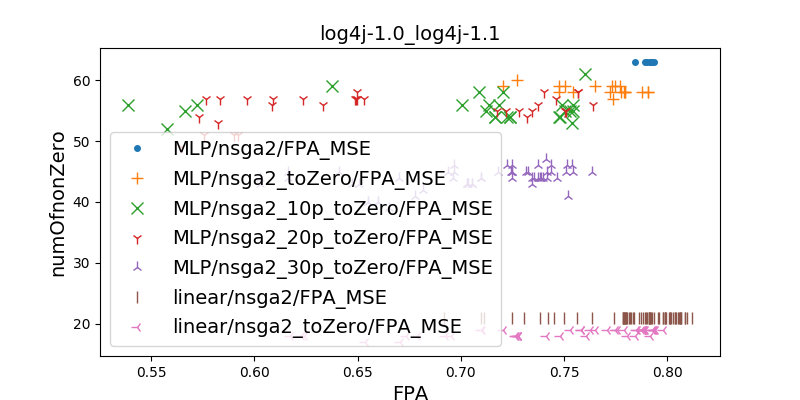 log4j-1.0_log4j-1.1
numOfnonZero
60
50
40
30
20
MLP/nsga2/FPA_MSE
MLP/nsga2_toZero/FPA_MSE
MLP/nsga2_10p_toZero/FPA_MSE
MLP/nsga2_20p_toZero/FPA_MSE
MLP/nsga2_30p_toZero/FPA_MSE
linear/nsga2/FPA_MSE
linear/nsga2_toZero/FPA_MSE
0.55 0.60 0.65 0.70 0.75 0.80
FPA